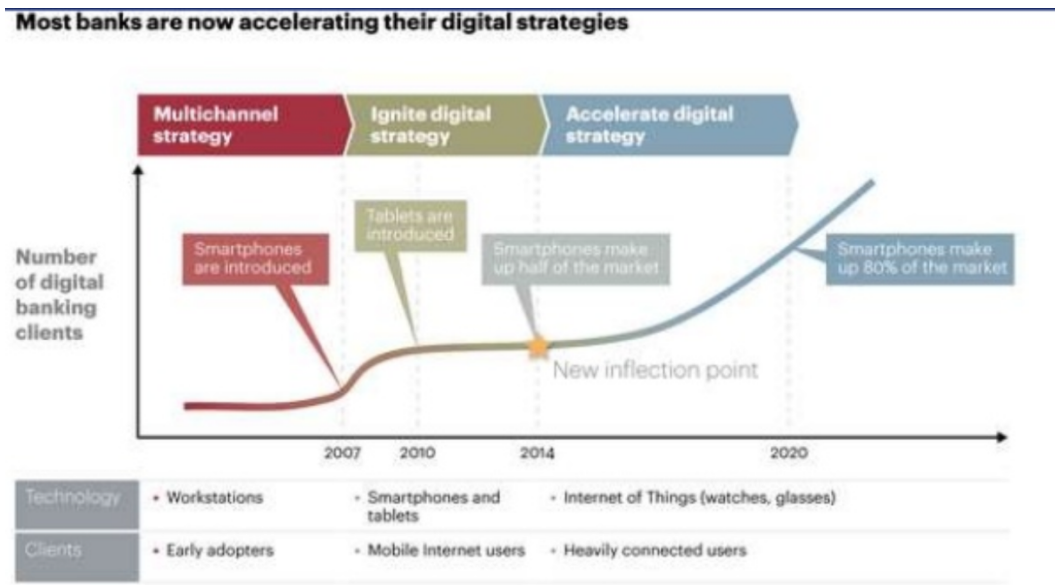 Most banks are now accelerating their digital strategies
Multichannel
strategy
Ignite digital
strategy
Accelerate digital
strategy
Number
of digital
banking
clients
Smartphones
are introduced
Tablets are
introduced
Smartphones make
up half of the market
Smartphones make
up 80% of the market
New inflection point
2007
2010
2014
2020
Technology
• Workstations
• Smartphones and
tablets
• Internet of Things (watches, glasses)
Clients
• Early adopters
• Mobile Internet users
• Heavily connected users